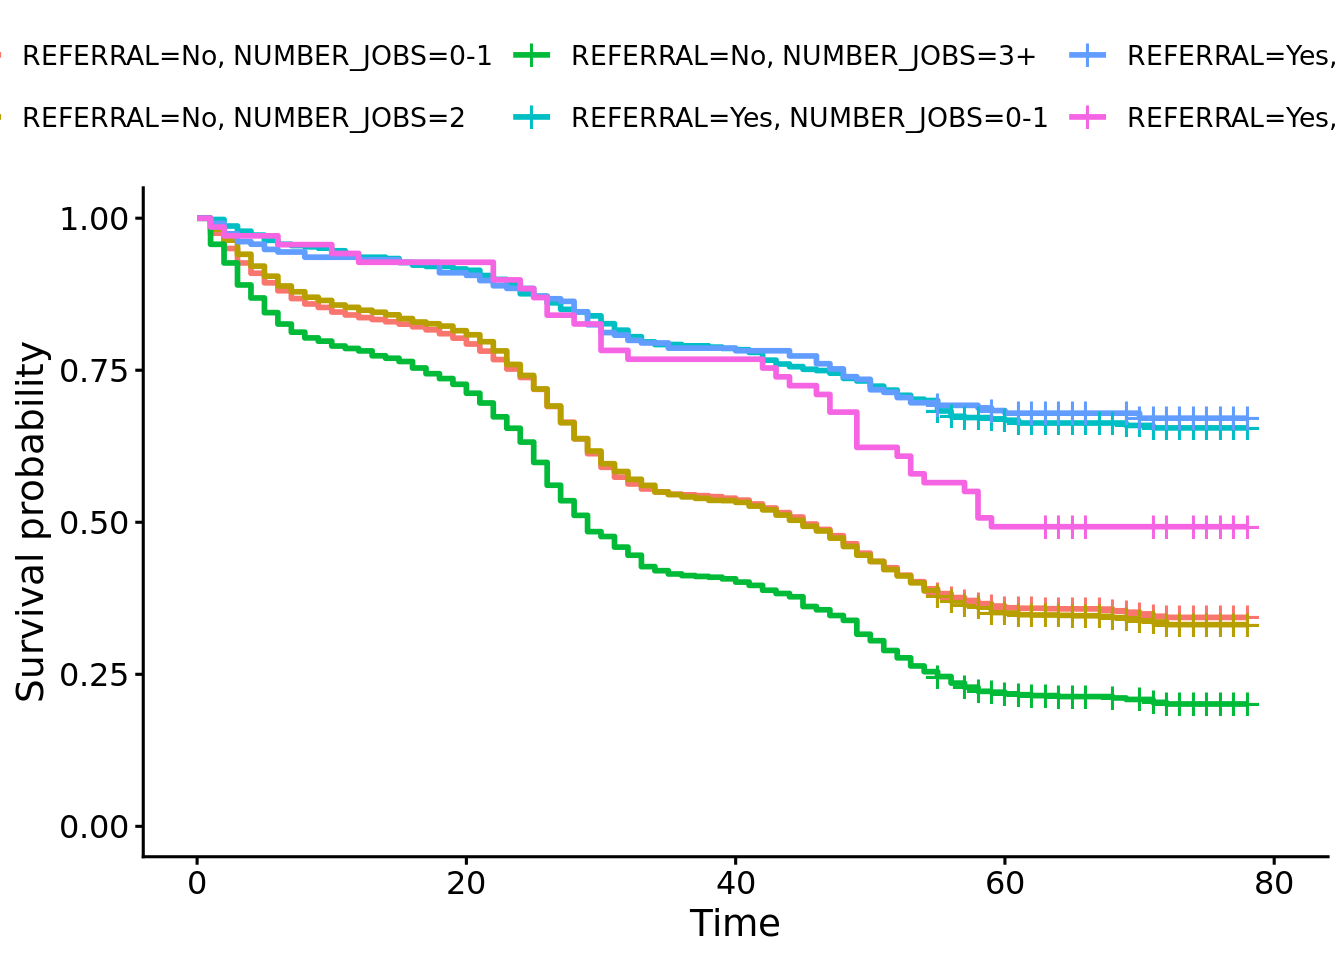 REFERRAL=No, NUMBER_JOBS=0-1 REFERRAL=No, NUMBER_JOBS=3+ REFERRAL=Yes,
REFERRAL=No, NUMBER_JOBS=2 REFERRAL=Yes, NUMBER_JOBS=0-1 REFERRAL=Yes,
1.00
0.75
0.50
0.25
0.00
Survival probability
0 20 40 60 80
Time